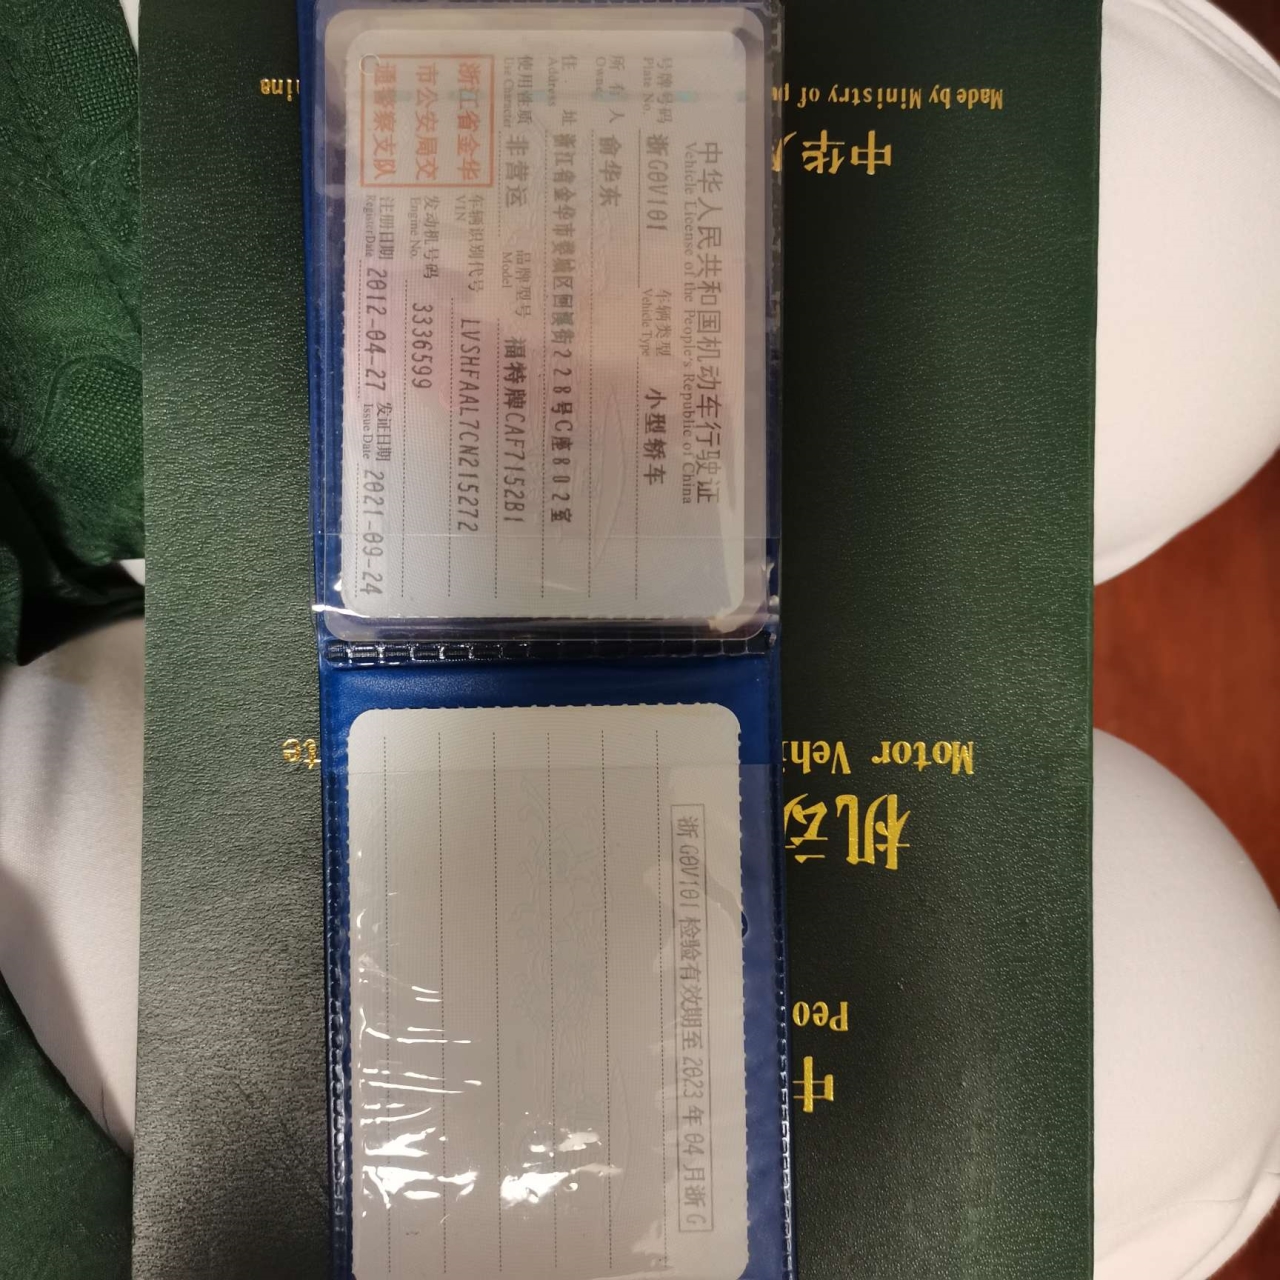 中华人民共和国机动车行驶证
Vehicle License of the People's Republic of China
号牌号码 浙G0V101 车辆类型 小型轿车
Plate No. Vehicle Type
所有人 俞华东
Owner
住址 浙江省金华市婺城区
街228号C座802室
Address
使用性质 非营运 品牌型号 福特牌CAF7152B1
Use Character Model
浙江省金华
市公安局交
通警察支队
车辆识别代号 LVSHFAAL7CN215272
VIN
发动机号码 3336599
Engine No.
注册日期 2012-04-27 发证日期 2021-09-24
Register Date Issue Date
浙G0V101 检验有效期至2023年04月浙G
中
Peo
机动
Motor Vehi
te
中华人
Made by Ministry of p
ina